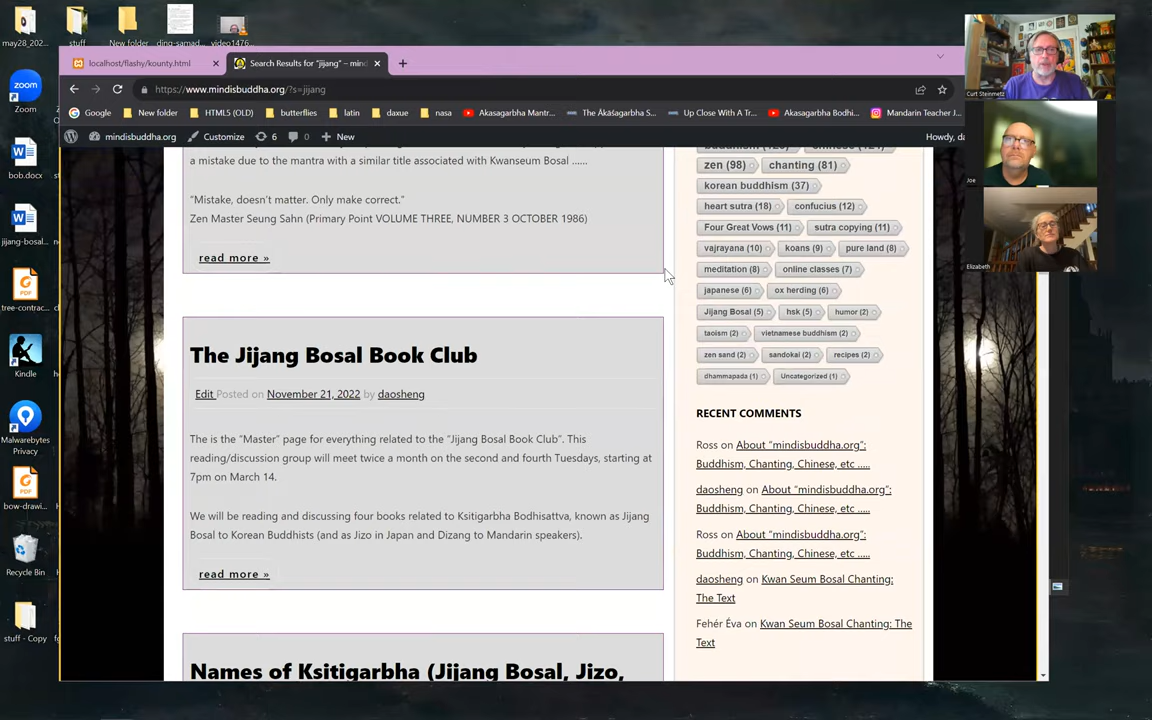 may28_202...
stuff
New folder
ding-samad...
video1476...
Zoom
bob.docx
jijang-bosal...
tree-contrac...
Kindle
Malwarebytes
Privacy
bow-drawi...
Recycle Bin
stuff - Copy
localhost/flashy/kounty.html
Search Results for "jijang" – mind
https://www.mindisbuddha.org/?s=jijang
Google
New folder
HTML5 (OLD)
butterflies
latin
daxue
nasa
Akasagarbha Mantr...
The Ākāśagarbha S...
Up Close With A Tr...
Akasagarbha Bodhi...
Mandarin Teacher J...
mindisbuddha.org
Customize
6
0
New
Howdy, da
a mistake due to the mantra with a similar title associated with Kwanseum Bosal ......
"Mistake, doesn't matter. Only make correct."
Zen Master Seung Sahn (Primary Point VOLUME THREE, NUMBER 3 OCTOBER 1986)
read more »
The Jijang Bosal Book Club
Edit Posted on November 21, 2022 by daosheng
The is the "Master" page for everything related to the "Jijang Bosal Book Club". This
reading/discussion group will meet twice a month on the second and fourth Tuesdays, starting at
7pm on March 14.
We will be reading and discussing four books related to Ksitigarbha Bodhisattva, known as Jijang
Bosal to Korean Buddhists (and as Jizo in Japan and Dizang to Mandarin speakers).
read more »
Names of Ksitigarbha (Jijang Bosal, Jizo,
zen (98) chanting (81)
korean buddhism (37)
heart sutra (18) confucius (12)
Four Great Vows (11) sutra copying (11)
vajrayana (10) koans (9) pure land (8)
meditation (8) online classes (7)
japanese (6) ox herding (6)
Jijang Bosal (5) hsk (5) humor (2)
taoism (2) vietnamese buddhism (2)
zen sand (2) sandokai (2) recipes (2)
dhammapada (1) Uncategorized (1)
RECENT COMMENTS
Ross on About "mindisbuddha.org":
Buddhism, Chanting, Chinese, etc .....
daosheng on About "mindisbuddha.org":
Buddhism, Chanting, Chinese, etc .....
Ross on About "mindisbuddha.org":
Buddhism, Chanting, Chinese, etc .....
daosheng on Kwan Seum Bosal Chanting:
The Text
Fehér Éva on Kwan Seum Bosal Chanting: The
Text
Curt Steinmetz
Joe
Elizabeth